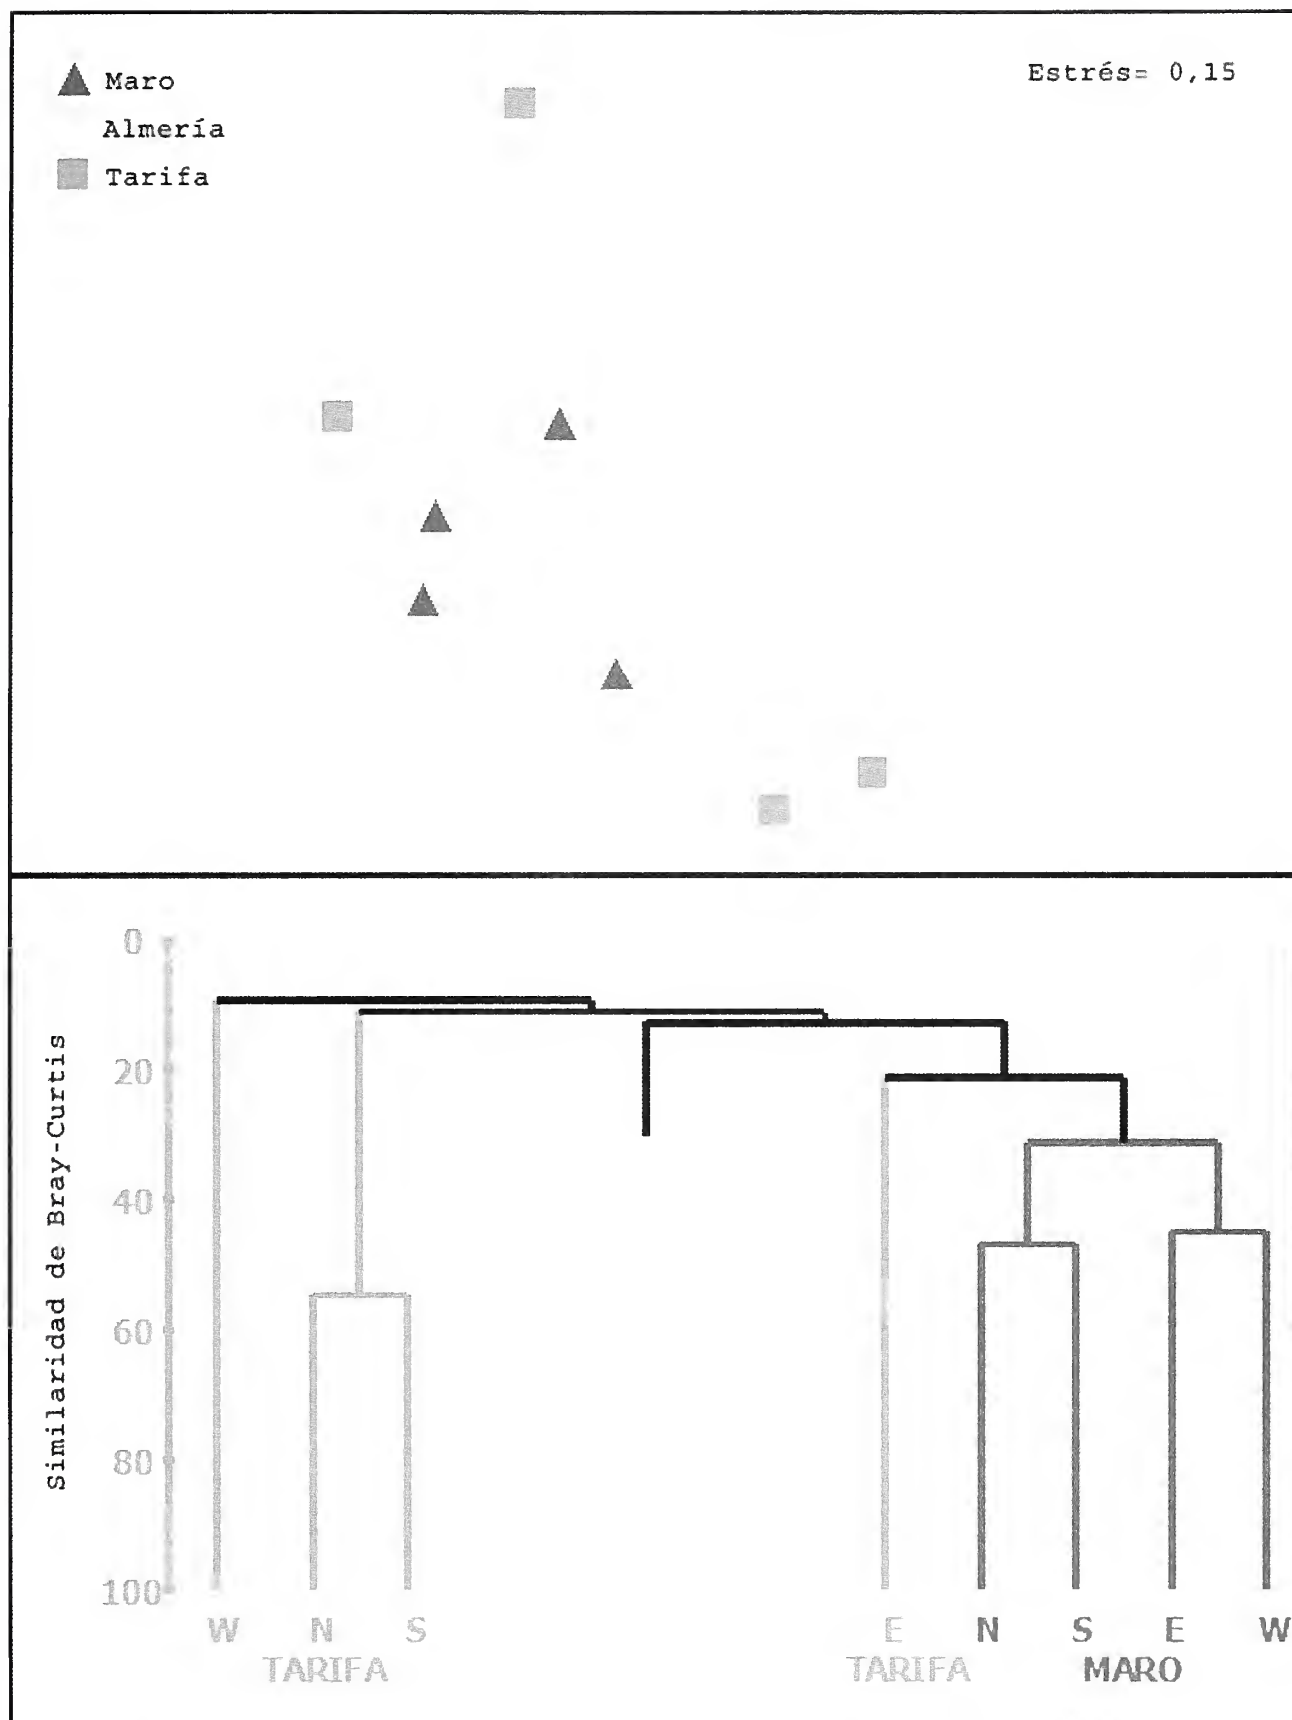 Maro
Almería
Tarifa
Estrés= 0,15
Similaridad de Bray-Curtis
0
20
40
60
80
100
W N S E N S E W
TARIFA TARIFA MARO